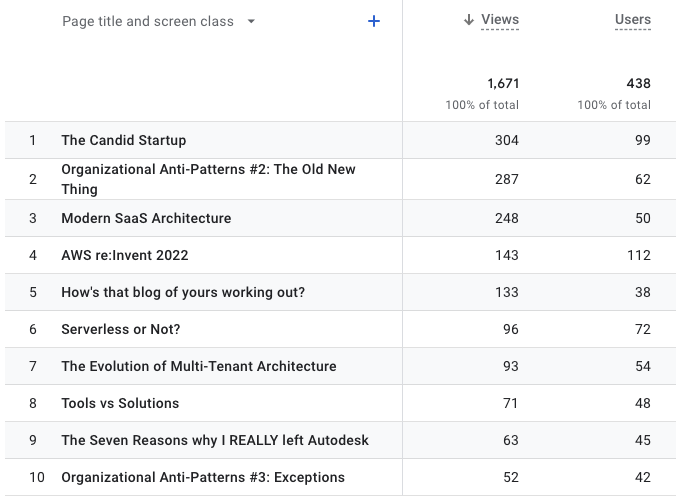 Page title and screen class
+
Views
Users
1,671
438
100% of total
100% of total
1 The Candid Startup 304 99
2 Organizational Anti-Patterns #2: The Old New Thing 287 62
3 Modern SaaS Architecture 248 50
4 AWS re:Invent 2022 143 112
5 How's that blog of yours working out? 133 38
6 Serverless or Not? 96 72
7 The Evolution of Multi-Tenant Architecture 93 54
8 Tools vs Solutions 71 48
9 The Seven Reasons why I REALLY left Autodesk 63 45
10 Organizational Anti-Patterns #3: Exceptions 52 42